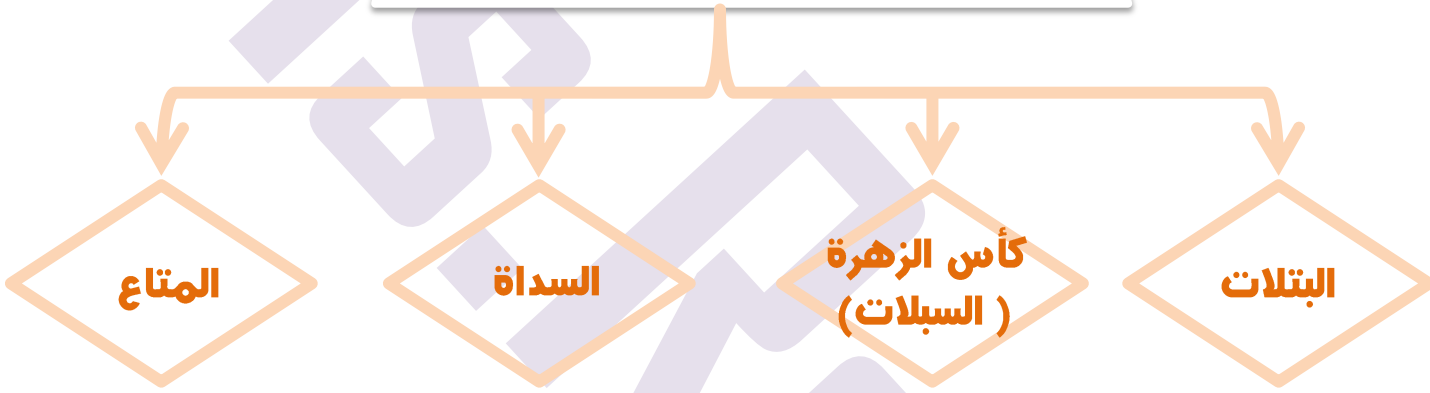 البتلات
كأس الزهرة
( السبلات)
السداة
المتاع